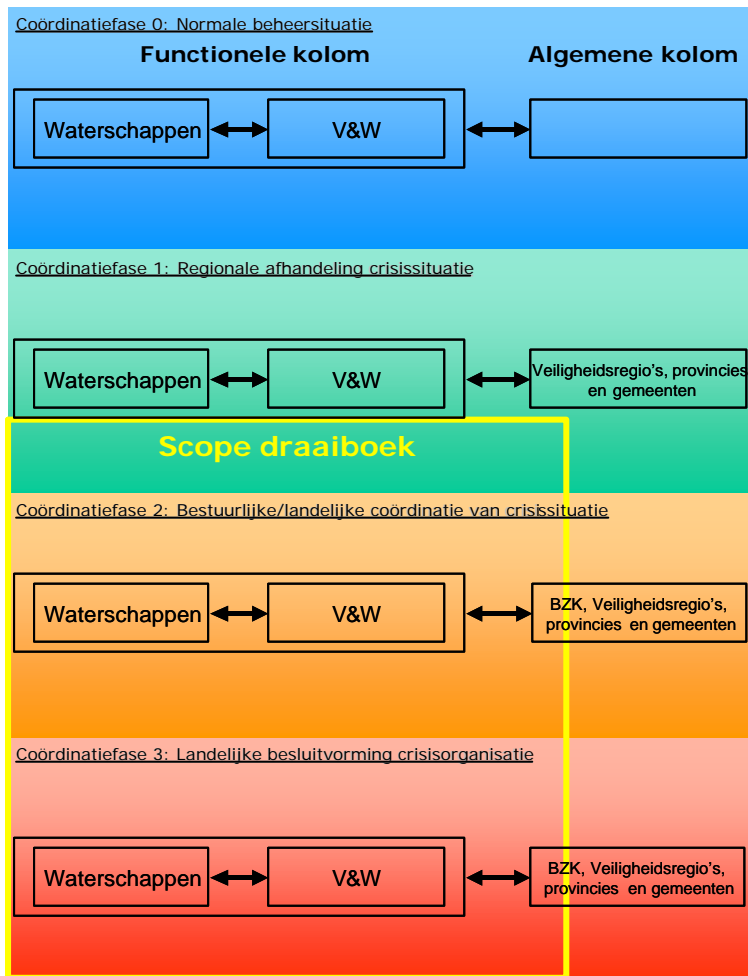 Coördinatiefase 0: Normale beheersituatie
Functionele kolom
Algemene kolom
Waterschappen
V&W
Coördinatiefase 1: Regionale afhandeling crisissituatie
Waterschappen
V&W
Veiligheidsregio's, provincies
en gemeenten
Scope draaiboek
Coördinatiefase 2: Bestuurlijke/landelijke coördinatie van crisissituatie
Waterschappen
V&W
BZK, Veiligheidsregio's,
provincies en gemeenten
Coördinatiefase 3: Landelijke besluitvorming crisisorganisatie
Waterschappen
V&W
BZK, Veiligheidsregio's,
provincies en gemeenten